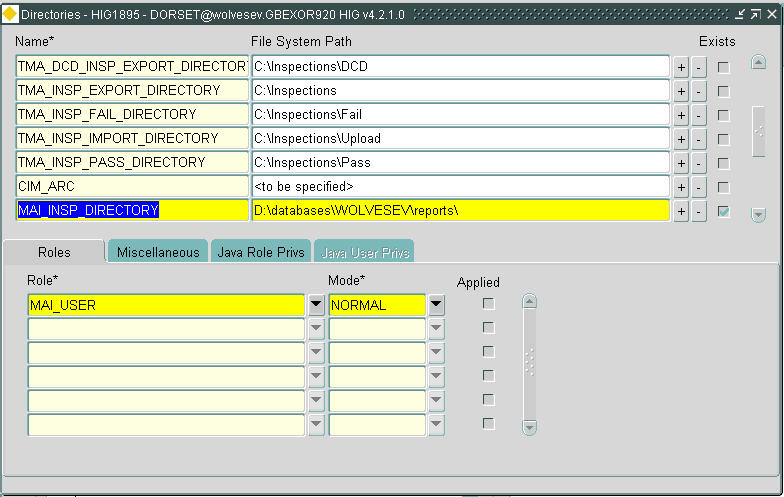 Directories - HIG1895 - DORSET@wolvesev.GBEXOR920 HIG v4.2.1.0
Name* File System Path Exists
TMA_DCD_INSP_EXPORT_DIRECTOR C:\Inspections\DCD + -
TMA_INSP_EXPORT_DIRECTORY C:\Inspections + -
TMA_INSP_FAIL_DIRECTORY C:\Inspections\Fail + -
TMA_INSP_IMPORT_DIRECTORY C:\Inspections\Upload + -
TMA_INSP_PASS_DIRECTORY C:\Inspections\Pass + -
CIM_ARC <to be specified> + -
MAI_INSP_DIRECTORY D:\databases\WOLVESEV\reports\ + -
Roles Miscellaneous Java Role Privs Java User Privs
Role* Mode* Applied
MAI_USER NORMAL